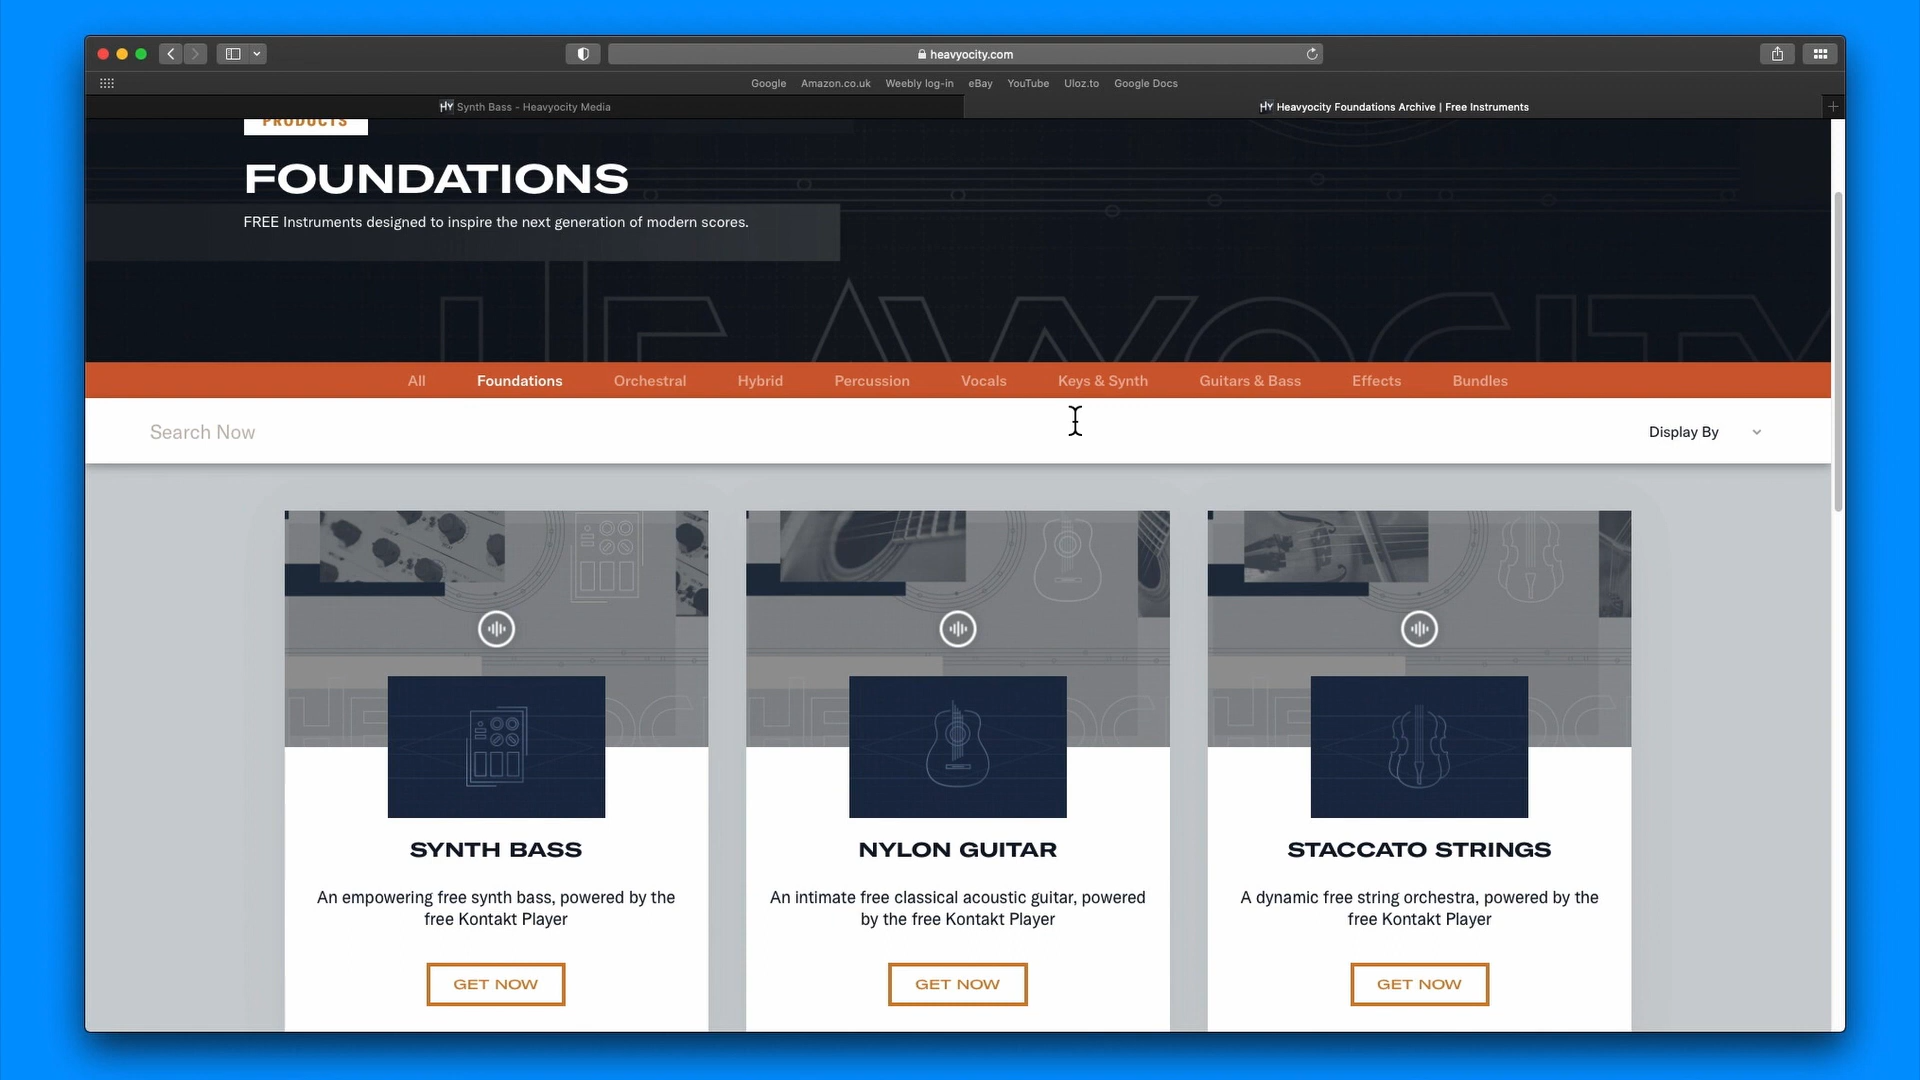 heavyocity.com
Google Amazon.co.uk Weebly log-in eBay YouTube Uloz.to Google Docs
HY Synth Bass - Heavyocity Media
HY Heavyocity Foundations Archive | Free Instruments
PRODUCTS
FOUNDATIONS
FREE Instruments designed to inspire the next generation of modern scores.
HEAVYOCITY
All Foundations Orchestral Hybrid Percussion Vocals Keys & Synth Guitars & Bass Effects Bundles
Search Now
Display By
SYNTH BASS
An empowering free synth bass, powered by the
free Kontakt Player
GET NOW
NYLON GUITAR
An intimate free classical acoustic guitar, powered
by the free Kontakt Player
GET NOW
STACCATO STRINGS
A dynamic free string orchestra, powered by the
free Kontakt Player
GET NOW